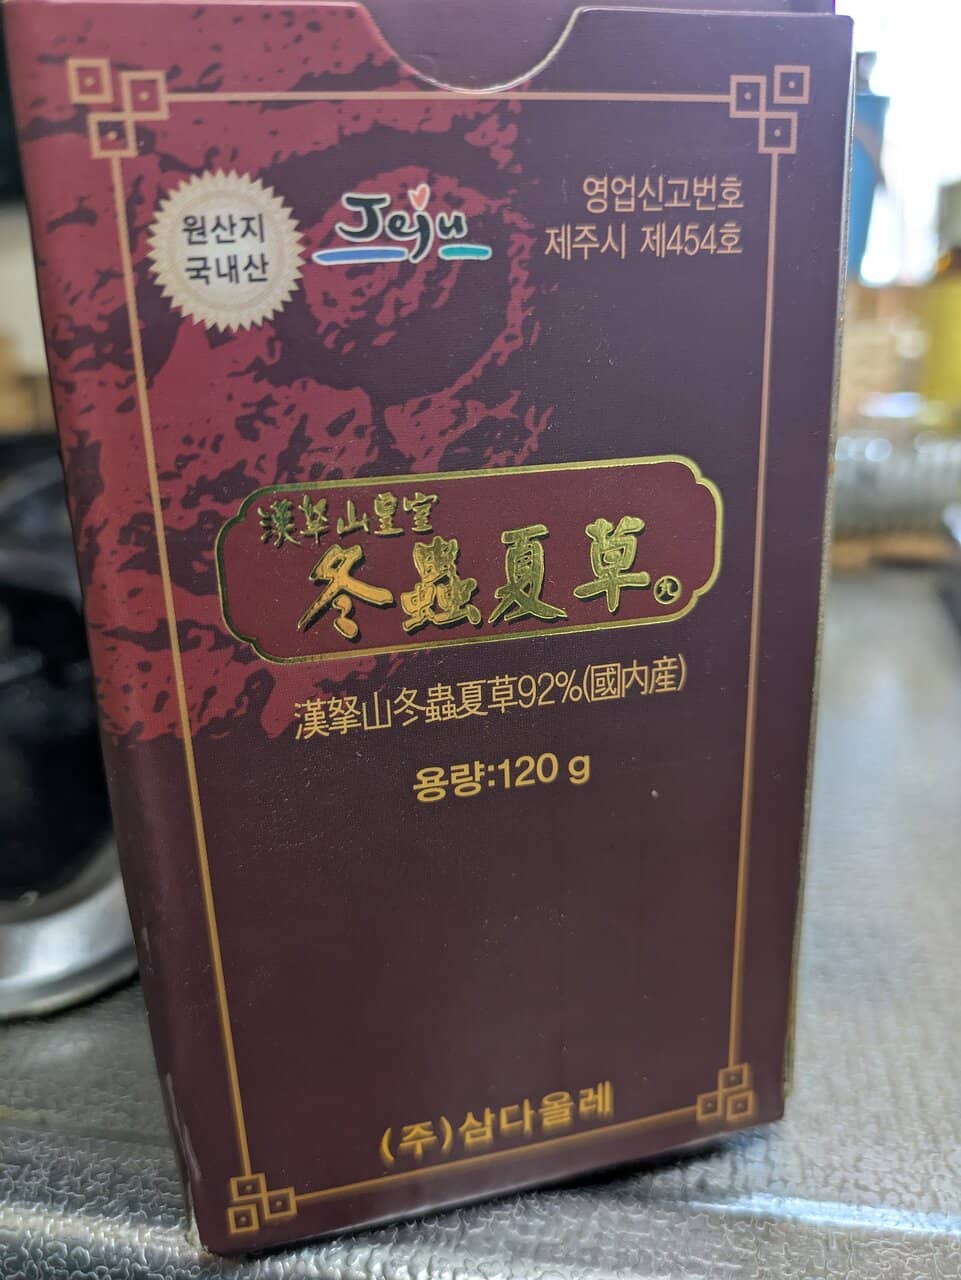 원산지
국내산
Jeju
영업신고번호
제주시 제454호
漢拏山皇室
冬蟲夏草丸
漢拏山冬蟲夏草92%(國内産)
용량:120 g
(주)삼다올레